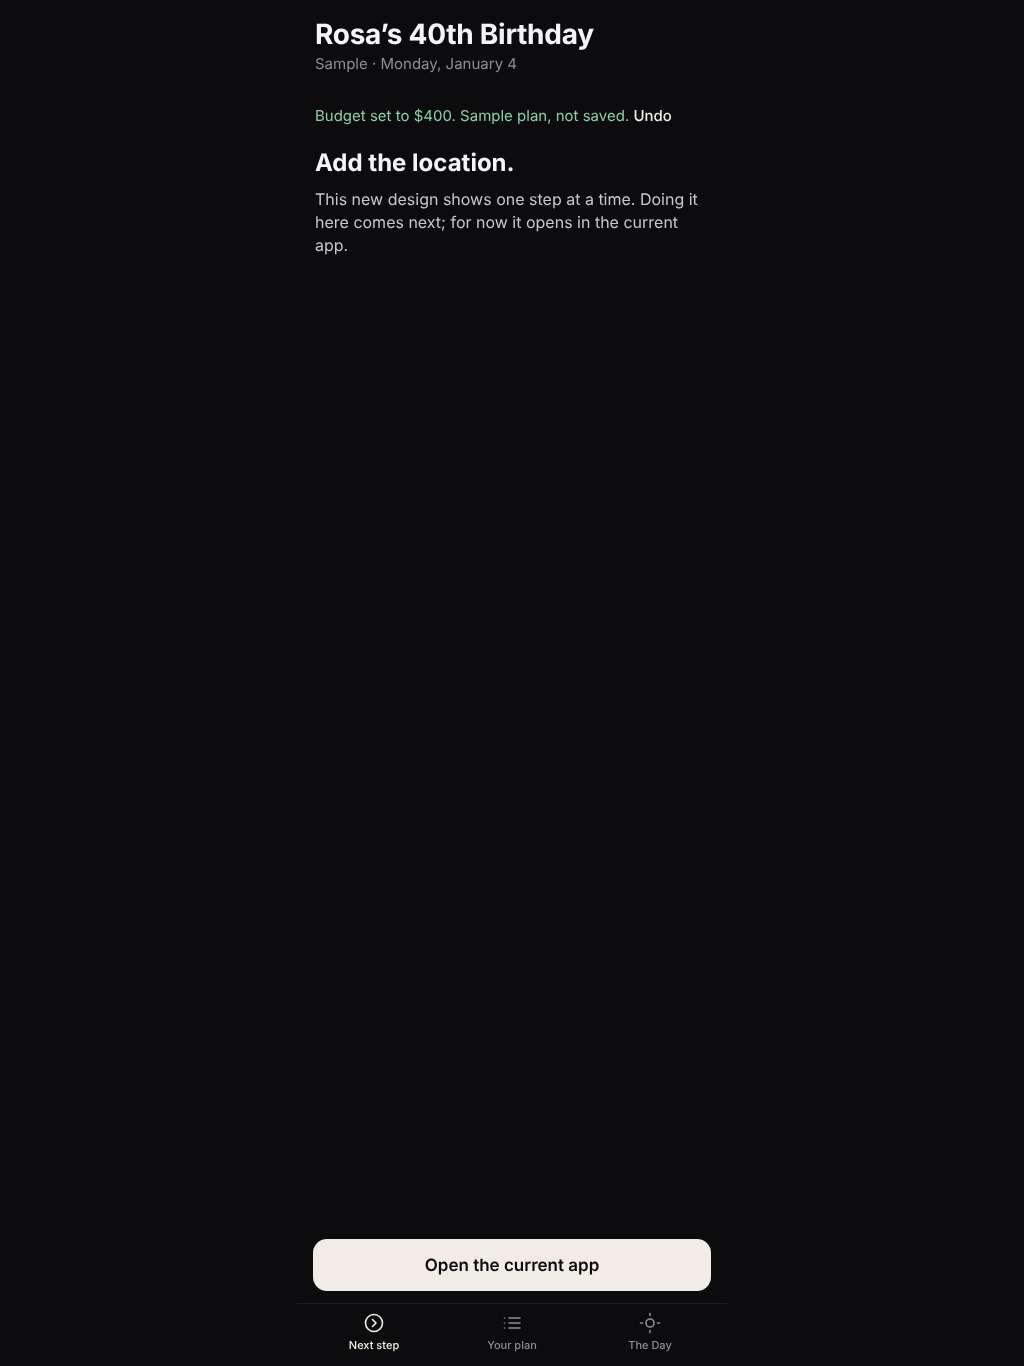 Rosa’s 40th Birthday
Sample · Monday, January 4
Budget set to $400. Sample plan, not saved. Undo
Add the location.
This new design shows one step at a time. Doing it
here comes next; for now it opens in the current
app.
Open the current app
Next step
Your plan
The Day